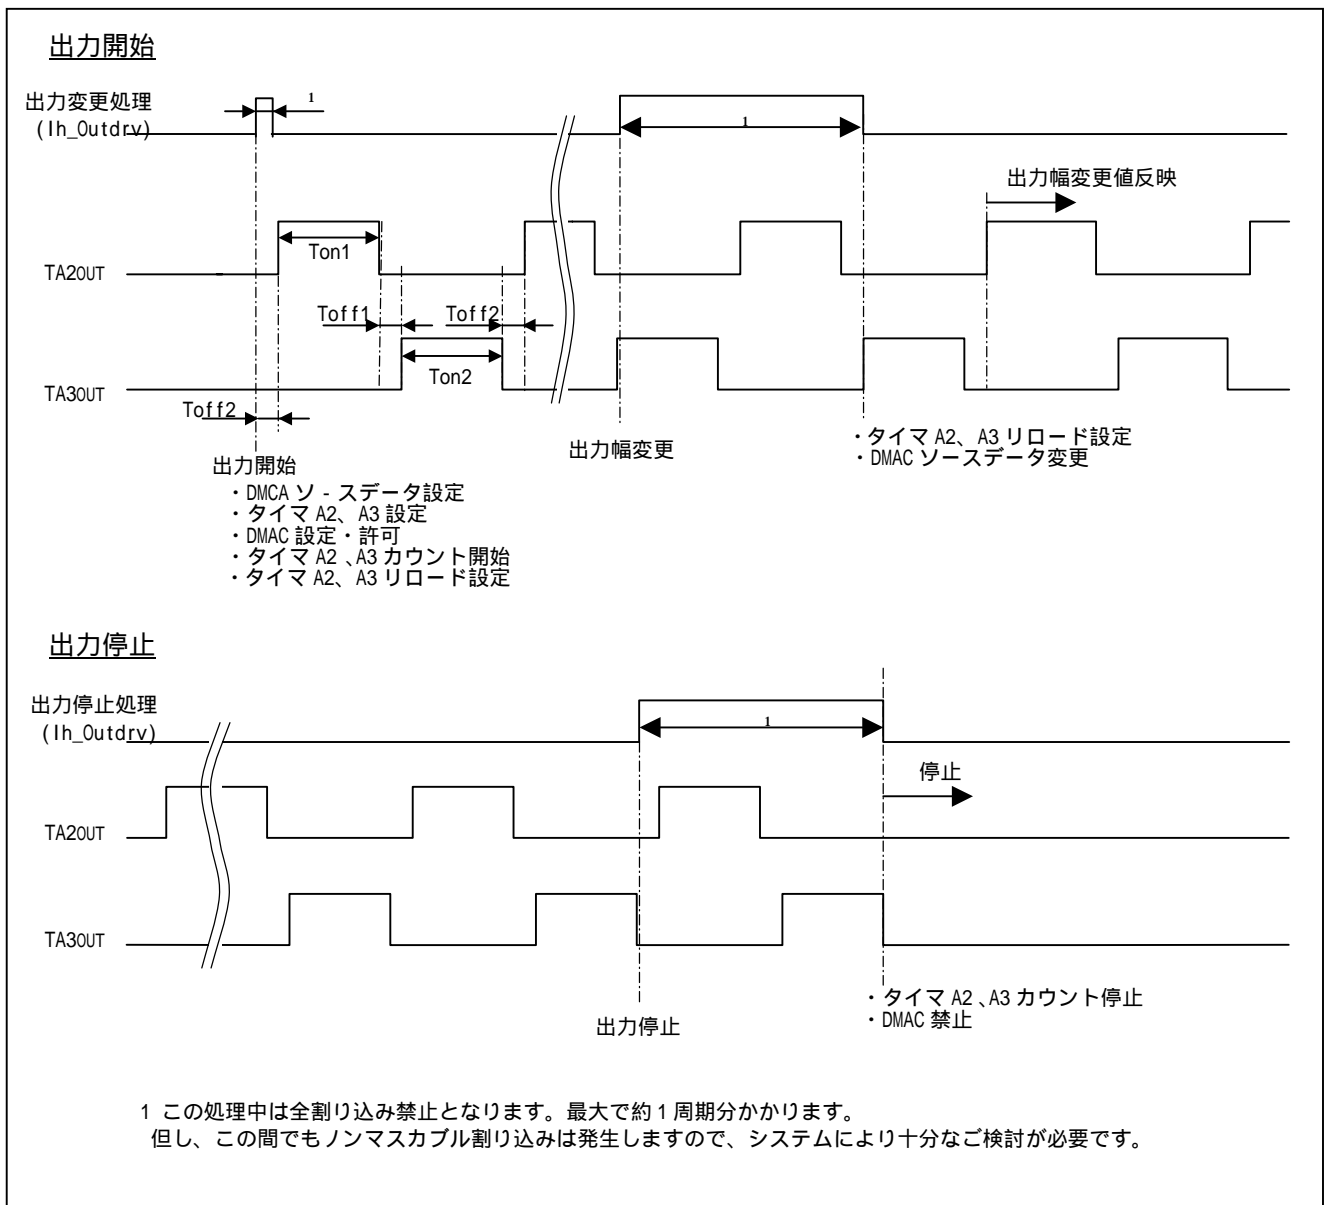 出力開始
出力変更処理
(Ih_Outdrv)
1
1
出力幅変更値反映
TA2OUT
Ton1
Toff1
Toff2
Ton2
TA3OUT
Toff2
出力開始
・DMCA ソ - スデータ設定
・タイマ A2、A3 設定
・DMAC 設定・許可
・タイマ A2 、A3 カウント開始
・タイマ A2、A3 リロード設定
出力幅変更
・タイマ A2、A3 リロード設定
・DMAC ソースデータ変更
出力停止
出力停止処理
(Ih_Outdrv)
1
停止
TA2OUT
TA3OUT
出力停止
・タイマ A2 、A3 カウント停止
・DMAC 禁止
1 この処理中は全割り込み禁止となります。最大で約 1 周期分かかります。
但し、この間でもノンマスカブル割り込みは発生しますので、システムにより十分なご検討が必要です。